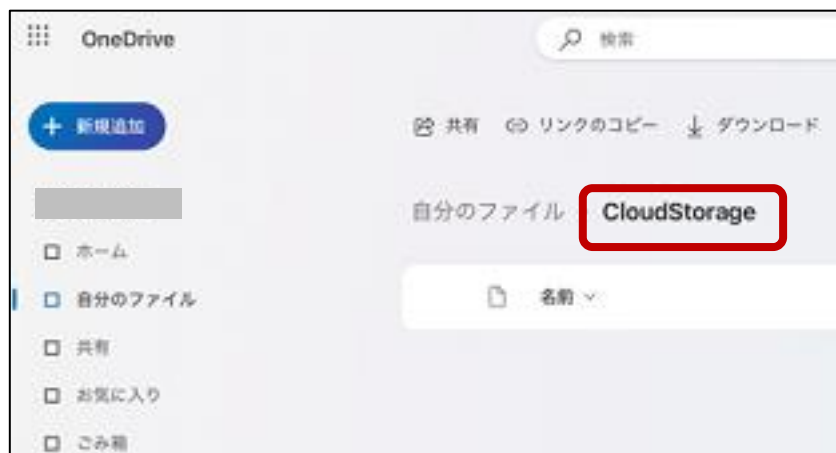 OneDrive
検索
新規追加
共有 リンクのコピー ダウンロード
自分のファイル CloudStorage
ホーム
自分のファイル
共有
お気に入り
ごみ箱
名前